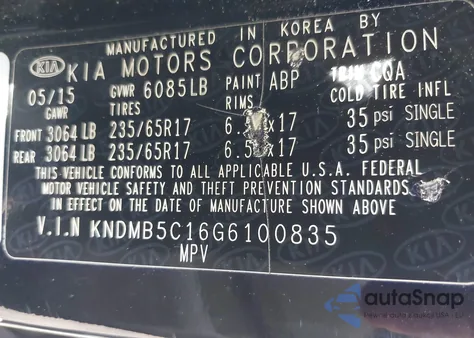 MANUFACTURED IN KOREA BY
KIA KIA MOTORS CORPORATION
05/15 GVWR 6085LB PAINT ABP TRIM CQA
GAWR TIRES RIMS COLD TIRE INFL
FRONT 3064 LB 235/65R17 35 psi SINGLE
REAR 3064 LB 235/65R17 35 psi SINGLE
THIS VEHICLE CONFORMS TO ALL APPLICABLE U.S.A. FEDERAL
MOTOR VEHICLE SAFETY AND THEFT PREVENTION STANDARDS
IN EFFECT ON THE DATE OF MANUFACTURE SHOWN ABOVE
V.I.N KNDMB5C16G6100835
MPV
autoSnap